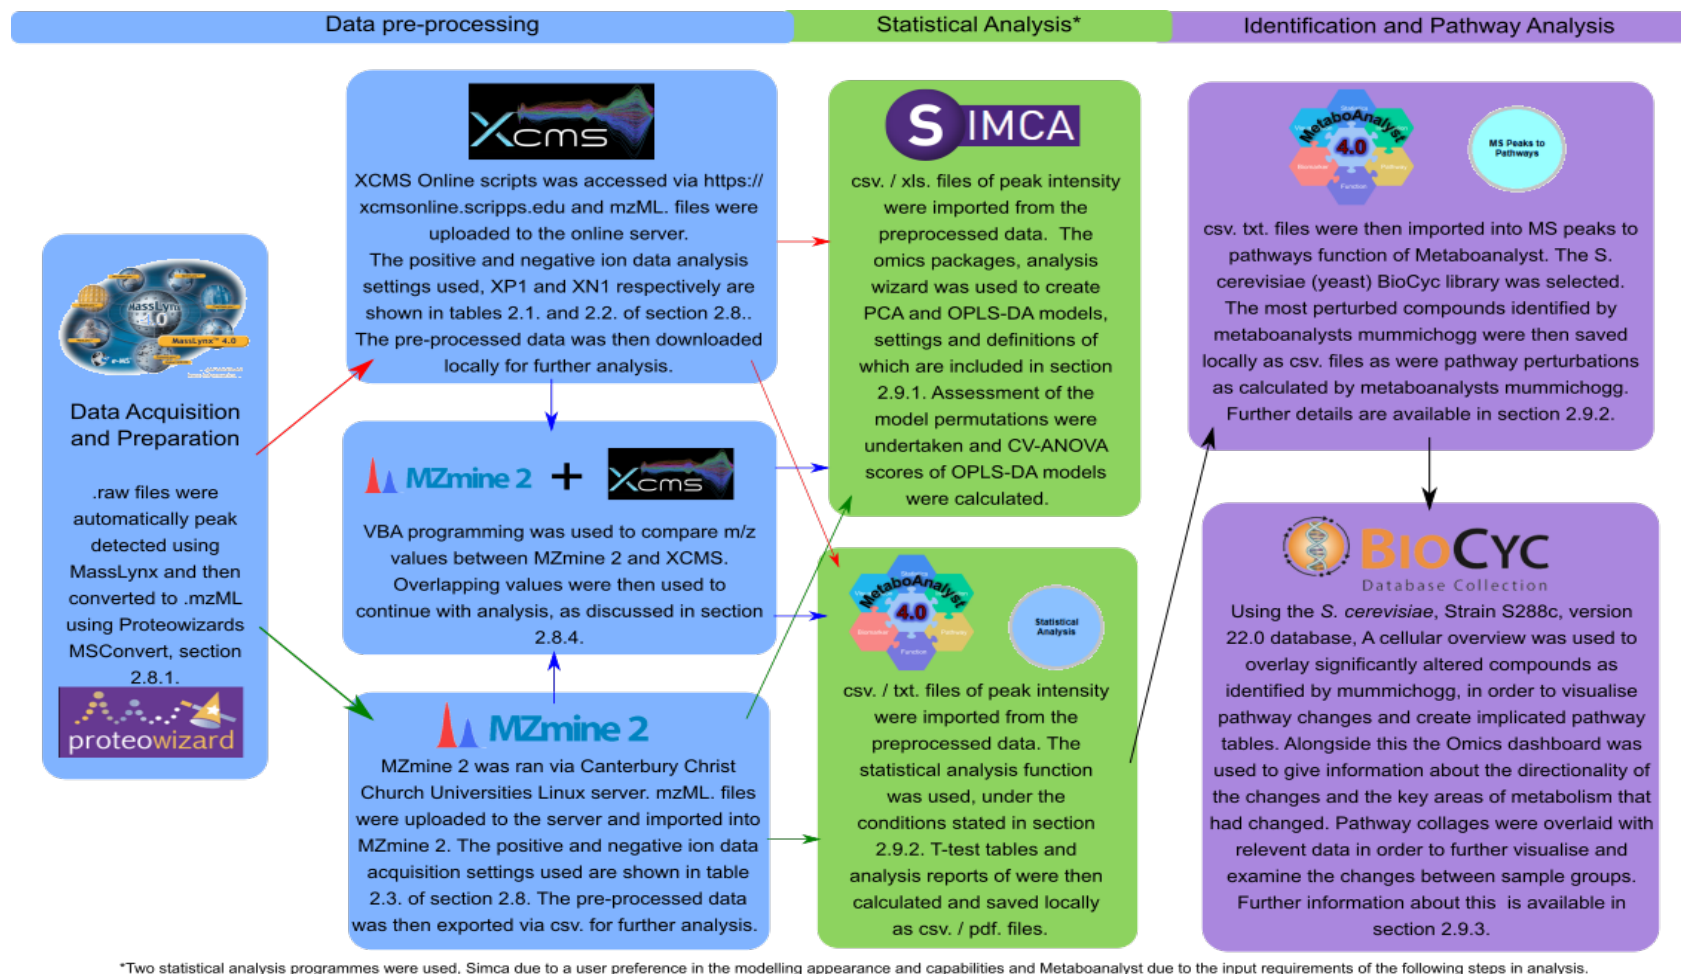 Data pre-processing
Statistical Analysis*
Identification and Pathway Analysis
MassLynx
4.0
MassLynx™ 4.0
e-MS
Data Acquisition
and Preparation
.raw files were
automatically peak
detected using
MassLynx and then
converted to .mzML
using Proteowizards
MSConvert, section
2.8.1.
proteowizard
Xcms
XCMS Online scripts was accessed via https://
xcmsonline.scripps.edu and mzML. files were
uploaded to the online server.
The positive and negative ion data analysis
settings used, XP1 and XN1 respectively are
shown in tables 2.1. and 2.2. of section 2.8..
The pre-processed data was then downloaded
locally for further analysis.
MZmine 2 + Xcms
VBA programming was used to compare m/z
values between MZmine 2 and XCMS.
Overlapping values were then used to
continue with analysis, as discussed in section
2.8.4.
MZmine 2
MZmine 2 was ran via Canterbury Christ
Church Universities Linux server. mzML. files
were uploaded to the server and imported into
MZmine 2. The positive and negative ion data
acquisition settings used are shown in table
2.3. of section 2.8. The pre-processed data
was then exported via csv. for further analysis.
SIMCA
csv. / xls. files of peak intensity
were imported from the
preprocessed data. The
omics packages, analysis
wizard was used to create
PCA and OPLS-DA models,
settings and definitions of
which are included in section
2.9.1. Assessment of the
model permutations were
undertaken and CV-ANOVA
scores of OPLS-DA models
were calculated.
Statistics
MetaboAnalyst
4.0
Biomarker
Pathway
Function
Statistical
Analysis
csv. / txt. files of peak intensity
were imported from the
preprocessed data. The
statistical analysis function
was used, under the
conditions stated in section
2.9.2. T-test tables and
analysis reports of were then
calculated and saved locally
as csv. / pdf. files.
Statistics
MetaboAnalyst
4.0
Biomarker
Pathway
Function
MS Peaks to
Pathways
csv. txt. files were then imported into MS peaks to
pathways function of Metaboanalyst. The S.
cerevisiae (yeast) BioCyc library was selected.
The most perturbed compounds identified by
metaboanalysts mummichogg were then saved
locally as csv. files as were pathway perturbations
as calculated by metaboanalysts mummichogg.
Further details are available in section 2.9.2.
BioCyc
Database Collection
Using the S. cerevisiae, Strain S288c, version
22.0 database, A cellular overview was used to
overlay significantly altered compounds as
identified by mummichogg, in order to visualise
pathway changes and create implicated pathway
tables. Alongside this the Omics dashboard was
used to give information about the directionality of
the changes and the key areas of metabolism that
had changed. Pathway collages were overlaid with
relevent data in order to further visualise and
examine the changes between sample groups.
Further information about this is available in
section 2.9.3.
*Two statistical analysis programmes were used, Simca due to a user preference in the modelling appearance and capabilities and Metaboanalyst due to the input requirements of the following steps in analysis.